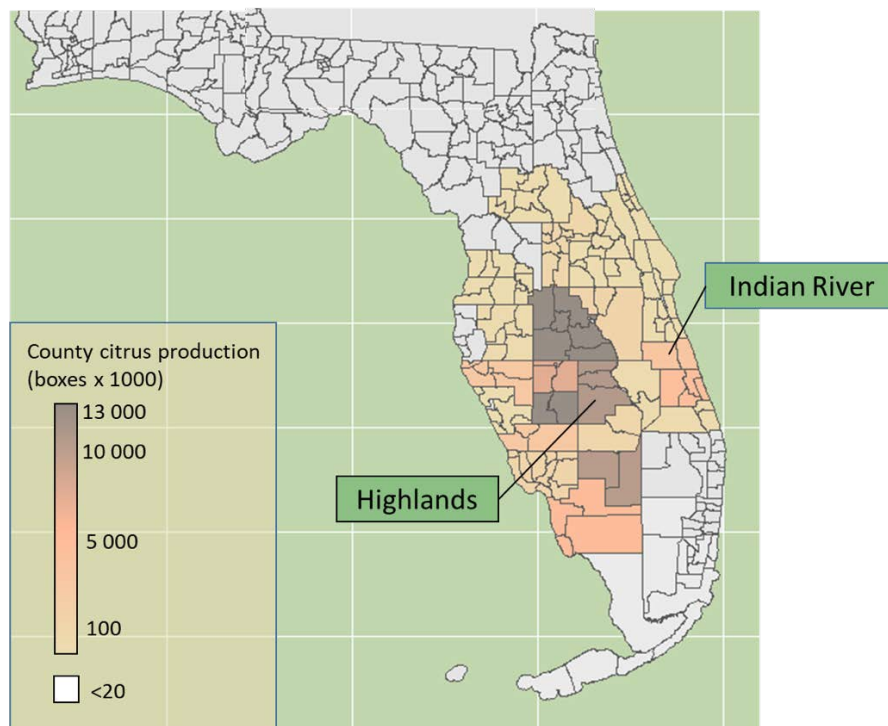 Indian River
County citrus production
(boxes x 1000)
13 000
10 000
5 000
100
<20
Highlands